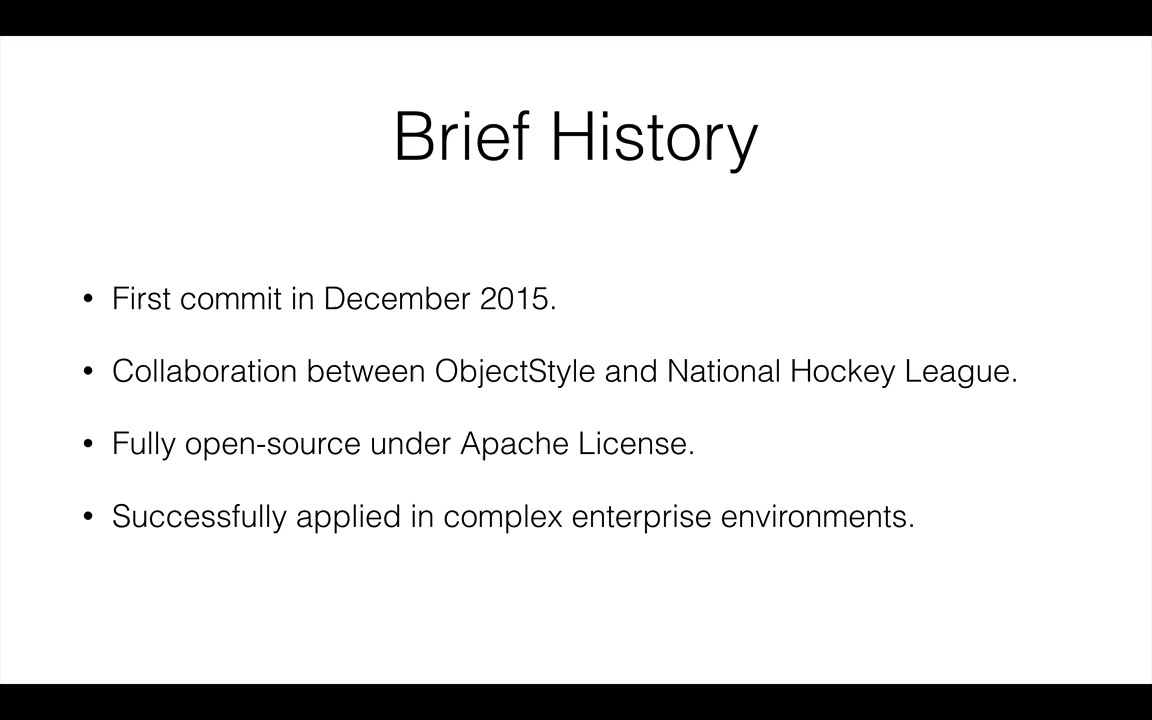 Brief History
• First commit in December 2015.
• Collaboration between ObjectStyle and National Hockey League.
• Fully open-source under Apache License.
• Successfully applied in complex enterprise environments.